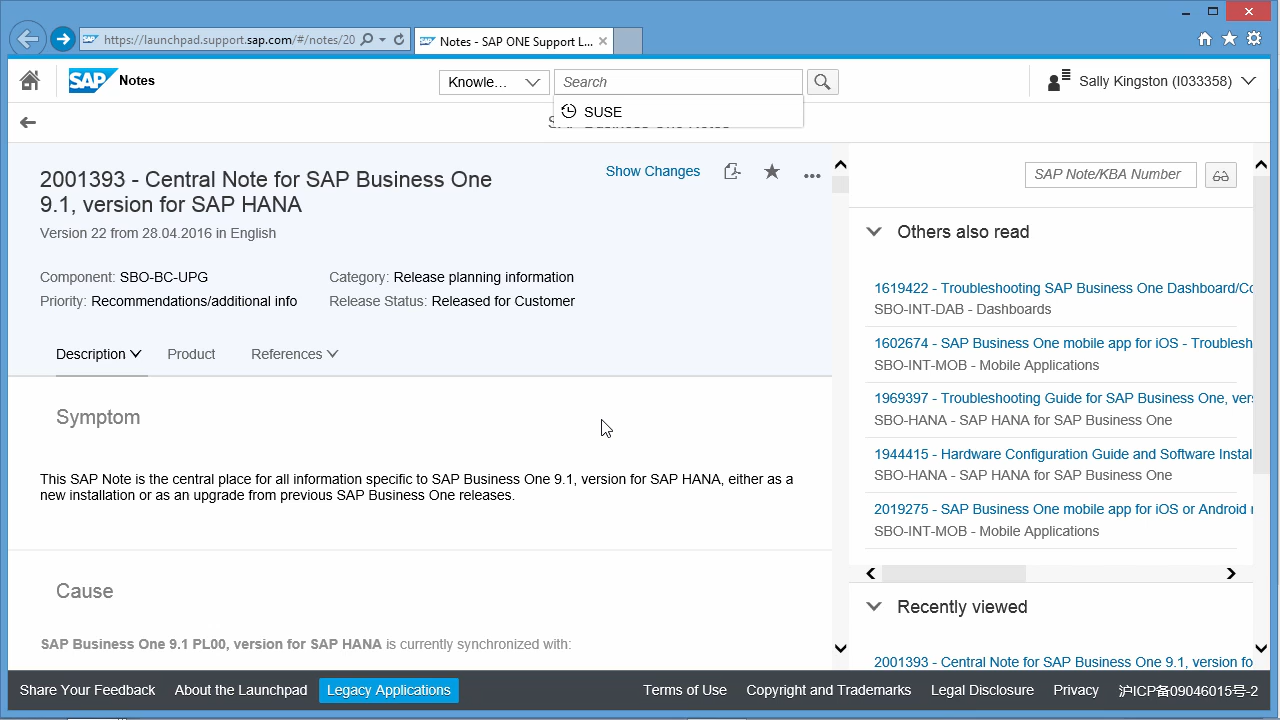 https://launchpad.support.sap.com/#/notes/20
Notes - SAP ONE Support L...
SAP Notes
Knowle...
Search
Sally Kingston (I033358)
SUSE
2001393 - Central Note for SAP Business One
9.1, version for SAP HANA
Show Changes
Version 22 from 28.04.2016 in English
Component: SBO-BC-UPG
Category: Release planning information
Priority: Recommendations/additional info
Release Status: Released for Customer
Description
Product
References
Symptom
This SAP Note is the central place for all information specific to SAP Business One 9.1, version for SAP HANA, either as a
new installation or as an upgrade from previous SAP Business One releases.
Cause
SAP Business One 9.1 PL00, version for SAP HANA is currently synchronized with:
SAP Note/KBA Number
Others also read
1619422 - Troubleshooting SAP Business One Dashboard/Co
SBO-INT-DAB - Dashboards
1602674 - SAP Business One mobile app for iOS - Troublesh
SBO-INT-MOB - Mobile Applications
1969397 - Troubleshooting Guide for SAP Business One, vers
SBO-HANA - SAP HANA for SAP Business One
1944415 - Hardware Configuration Guide and Software Instal
SBO-HANA - SAP HANA for SAP Business One
2019275 - SAP Business One mobile app for iOS or Android
SBO-INT-MOB - Mobile Applications
Recently viewed
2001393 - Central Note for SAP Business One 9.1, version fo
Share Your Feedback
About the Launchpad
Legacy Applications
Terms of Use
Copyright and Trademarks
Legal Disclosure
Privacy
沪ICP备09046015号-2